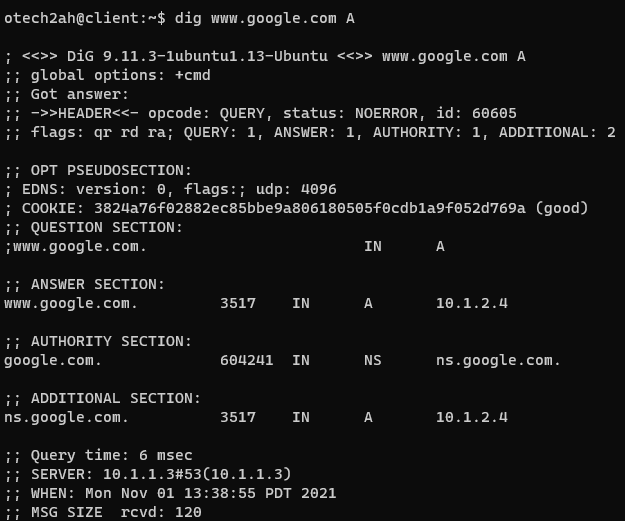 otech2ah@client:~$ dig www.google.com A
; <<>> DiG 9.11.3-1ubuntu1.13-Ubuntu <<>> www.google.com A
;; global options: +cmd
;; Got answer:
;; ->>HEADER<<- opcode: QUERY, status: NOERROR, id: 60605
;; flags: qr rd ra; QUERY: 1, ANSWER: 1, AUTHORITY: 1, ADDITIONAL: 2
;; OPT PSEUDOSECTION:
; EDNS: version: 0, flags:; udp: 4096
; COOKIE: 3824a76f02882ec85bbe9a806180505f0cdb1a9f052d769a (good)
;; QUESTION SECTION:
;www.google.com. IN A
;; ANSWER SECTION:
www.google.com. 3517 IN A 10.1.2.4
;; AUTHORITY SECTION:
google.com. 604241 IN NS ns.google.com.
;; ADDITIONAL SECTION:
ns.google.com. 3517 IN A 10.1.2.4
;; Query time: 6 msec
;; SERVER: 10.1.1.3#53(10.1.1.3)
;; WHEN: Mon Nov 01 13:38:55 PDT 2021
;; MSG SIZE rcvd: 120